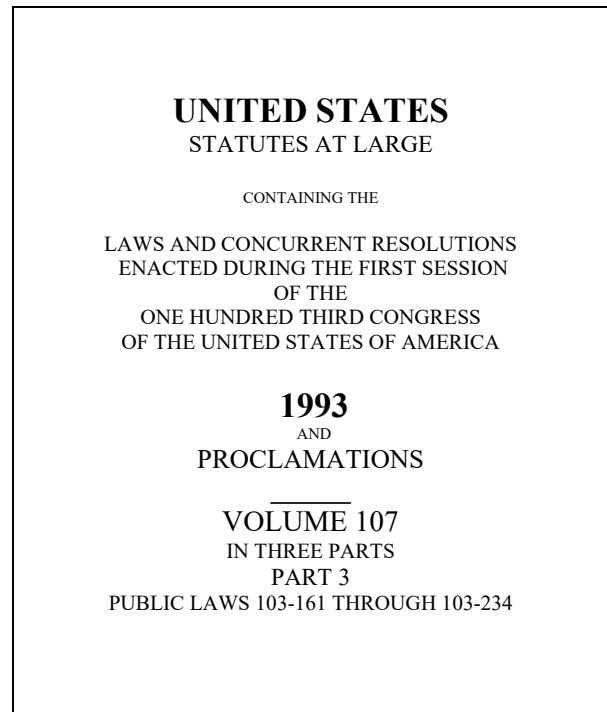 UNITED STATES
STATUTES AT LARGE
CONTAINING THE
LAWS AND CONCURRENT RESOLUTIONS
ENACTED DURING THE FIRST SESSION
OF THE
ONE HUNDRED THIRD CONGRESS
OF THE UNITED STATES OF AMERICA
1993
AND
PROCLAMATIONS
VOLUME 107
IN THREE PARTS
PART 3
PUBLIC LAWS 103-161 THROUGH 103-234